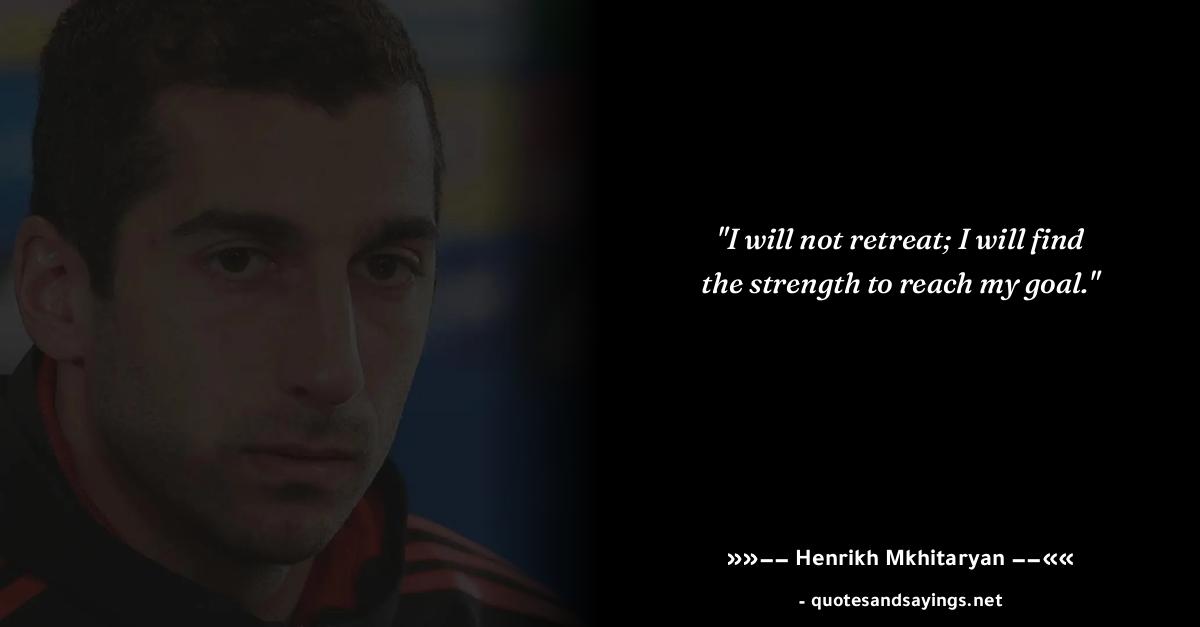 "I will not retreat; I will find
the strength to reach my goal."
»»−− Henrikh Mkhitaryan −−««
- quotesandsayings.net